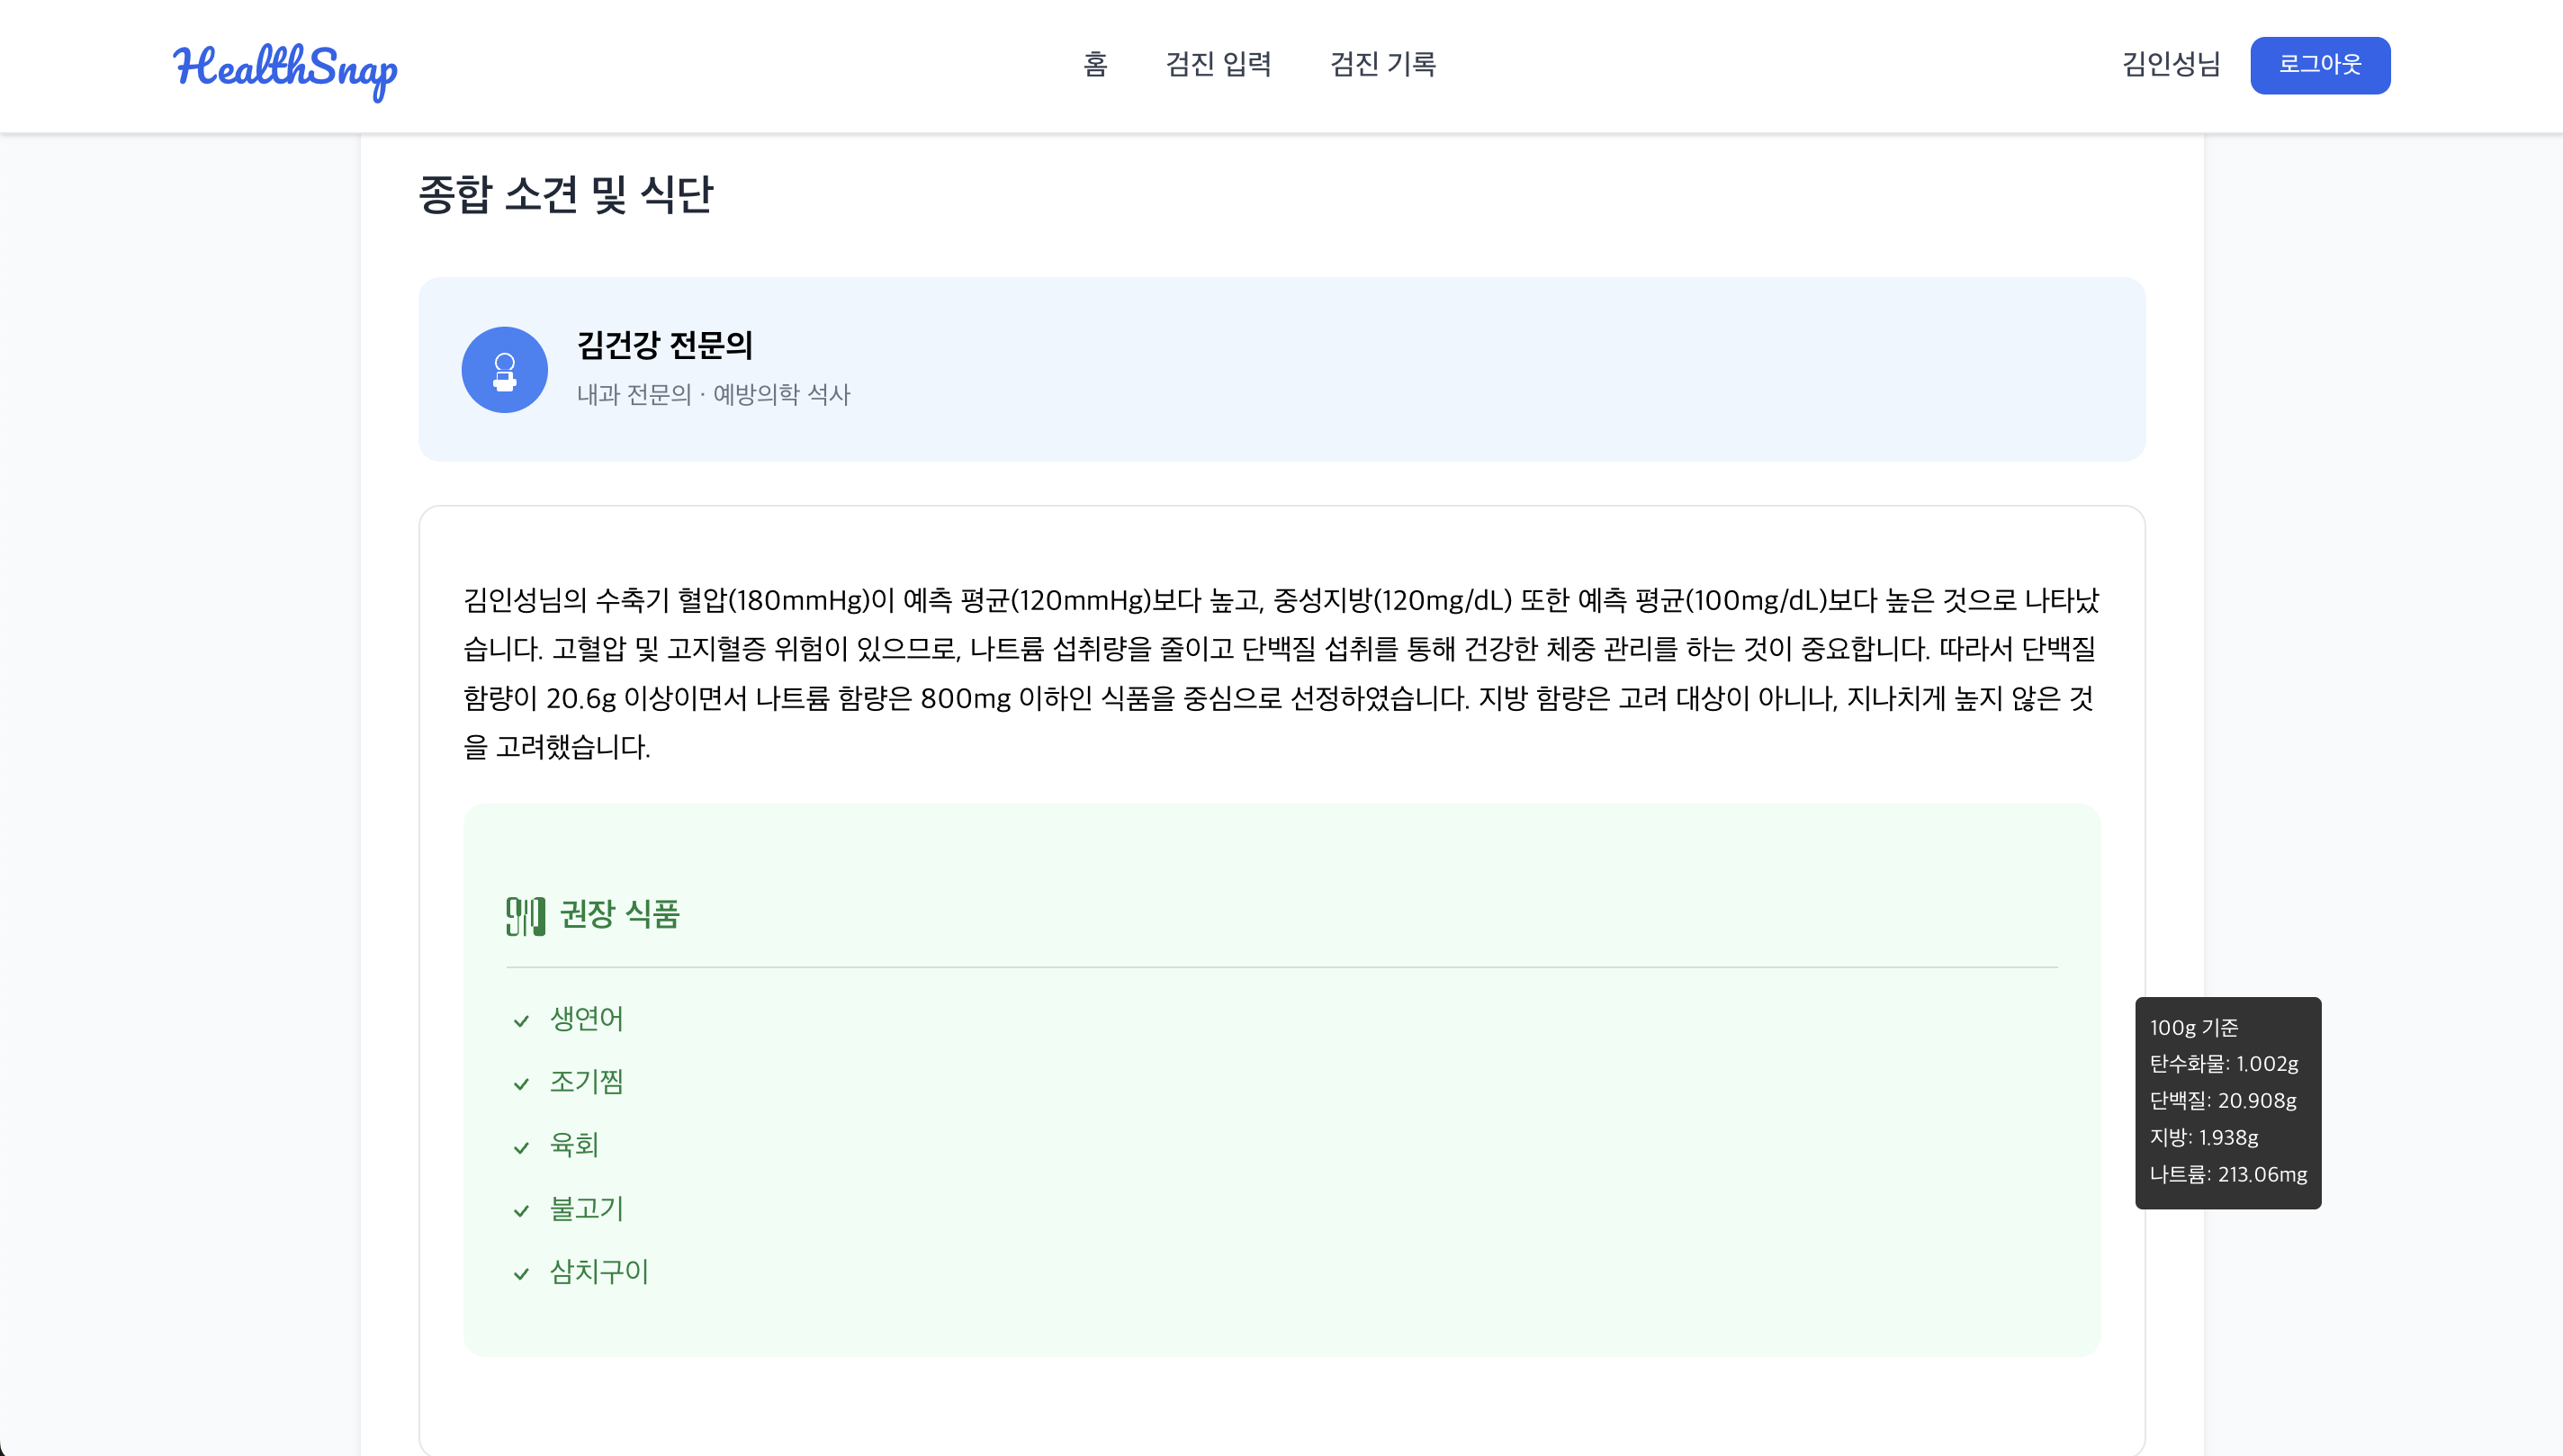 HealthSnap
홈 검진 입력 검진 기록
김인성님 로그아웃
종합 소견 및 식단
김건강 전문의
내과 전문의 · 예방의학 석사
김인성님의 수축기 혈압(180mmHg)이 예측 평균(120mmHg)보다 높고, 중성지방(120mg/dL) 또한 예측 평균(100mg/dL)보다 높은 것으로 나타났
습니다. 고혈압 및 고지혈증 위험이 있으므로, 나트륨 섭취량을 줄이고 단백질 섭취를 통해 건강한 체중 관리를 하는 것이 중요합니다. 따라서 단백질
함량이 20.6g 이상이면서 나트륨 함량은 800mg 이하인 식품을 중심으로 선정하였습니다. 지방 함량은 고려 대상이 아니나, 지나치게 높지 않은 것
을 고려했습니다.
권장 식품
생연어
조기찜
육회
불고기
삼치구이
100g 기준
탄수화물: 1.002g
단백질: 20.908g
지방: 1.938g
나트륨: 213.06mg